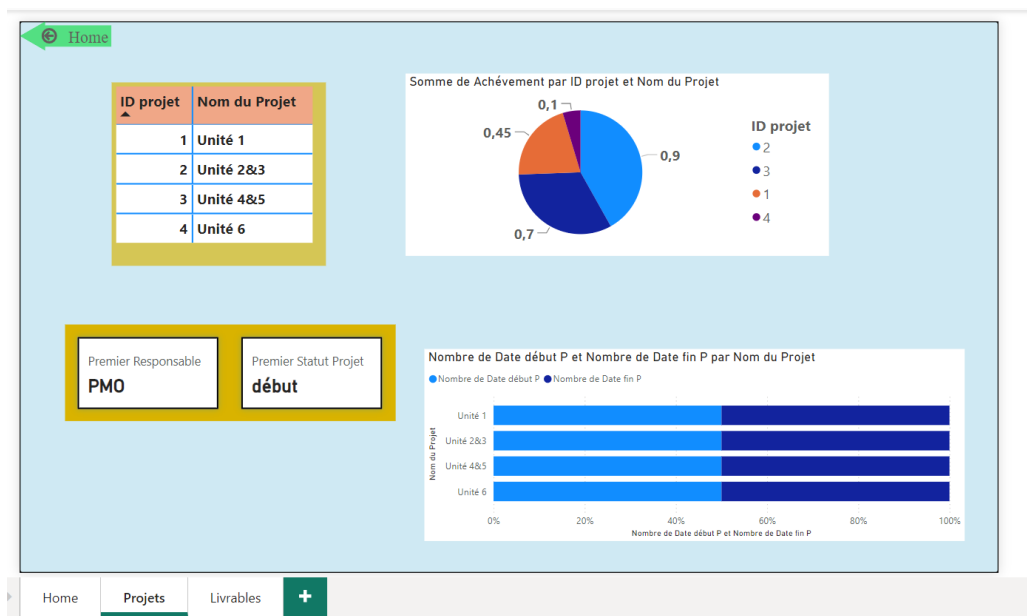 Home
ID projet Nom du Projet
1 Unité 1
2 Unité 2&3
3 Unité 4&5
4 Unité 6
Somme de Achévement par ID projet et Nom du Projet
0,1
0,45
0,9
0,7
ID projet
2
3
1
4
Premier Responsable
PMO
Premier Statut Projet
début
Nombre de Date début P et Nombre de Date fin P par Nom du Projet
Nombre de Date début P Nombre de Date fin P
Nom du Projet
Unité 1
Unité 2&3
Unité 4&5
Unité 6
0% 20% 40% 60% 80% 100%
Nombre de Date début P et Nombre de Date fin P
Home Projets Livrables +